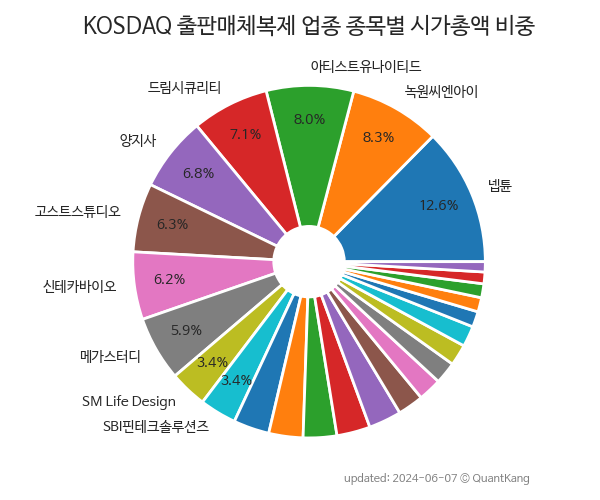 KOSDAQ 출판매체복제 업종 종목별 시가총액 비중
아티스트유나이티드
드림시큐리티
녹원씨엔아이
8.0%
7.1%
8.3%
양지사
6.8%
넵튠
12.6%
고스트스튜디오
6.3%
신테카바이오
6.2%
5.9%
메가스터디
3.4%
3.4%
SM Life Design
SBI핀테크솔루션즈
updated: 2024-06-07 © QuantKang